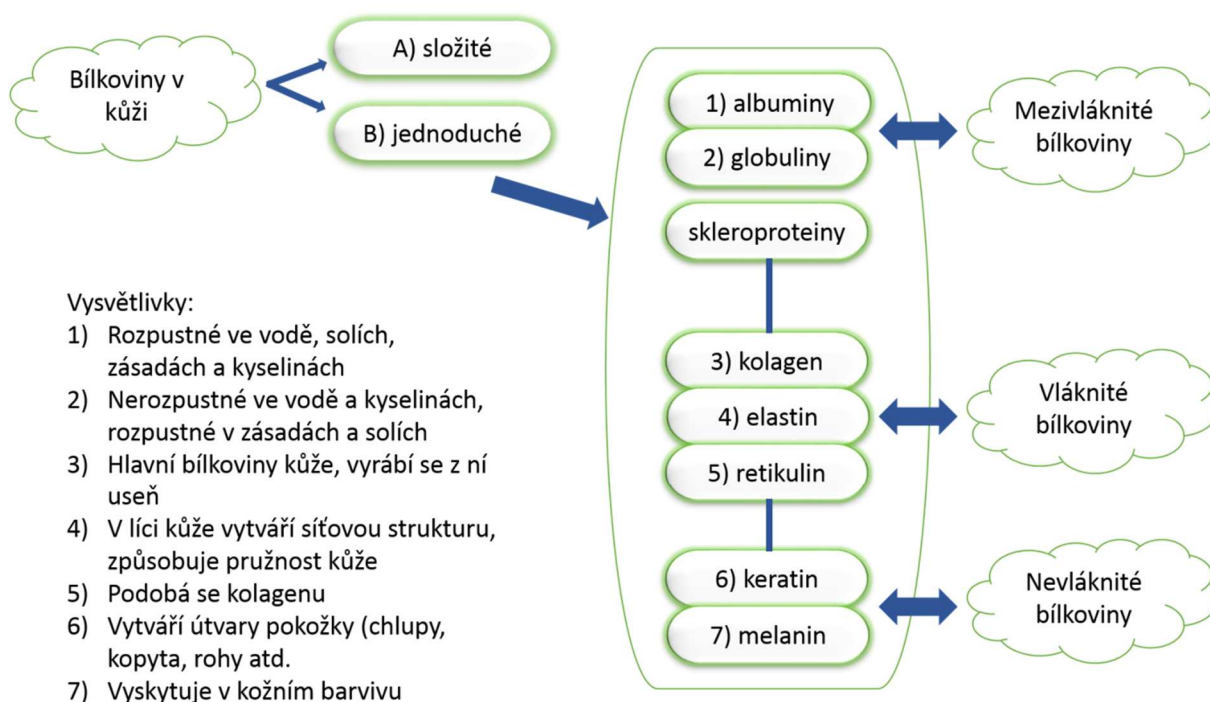 Bílkoviny v
kůži
A) složité
B) jednoduché
1) albuminy
2) globuliny
skleroproteiny
3) kolagen
4) elastin
5) retikulin
6) keratin
7) melanin
Mezivláknité
bílkoviny
Vláknité
bílkoviny
Nevláknité
bílkoviny
Vysvětlivky:
1) Rozpustné ve vodě, solích,
zásadách a kyselinách
2) Nerozpustné ve vodě a kyselinách,
rozpustné v zásadách a solích
3) Hlavní bílkoviny kůže, vyrábí se z ní
useň
4) V líci kůže vytváří síťovou strukturu,
způsobuje pružnost kůže
5) Podobá se kolagenu
6) Vytváří útvary pokožky (chlupy,
kopyta, rohy atd.
7) Vyskytuje v kožním barvivu